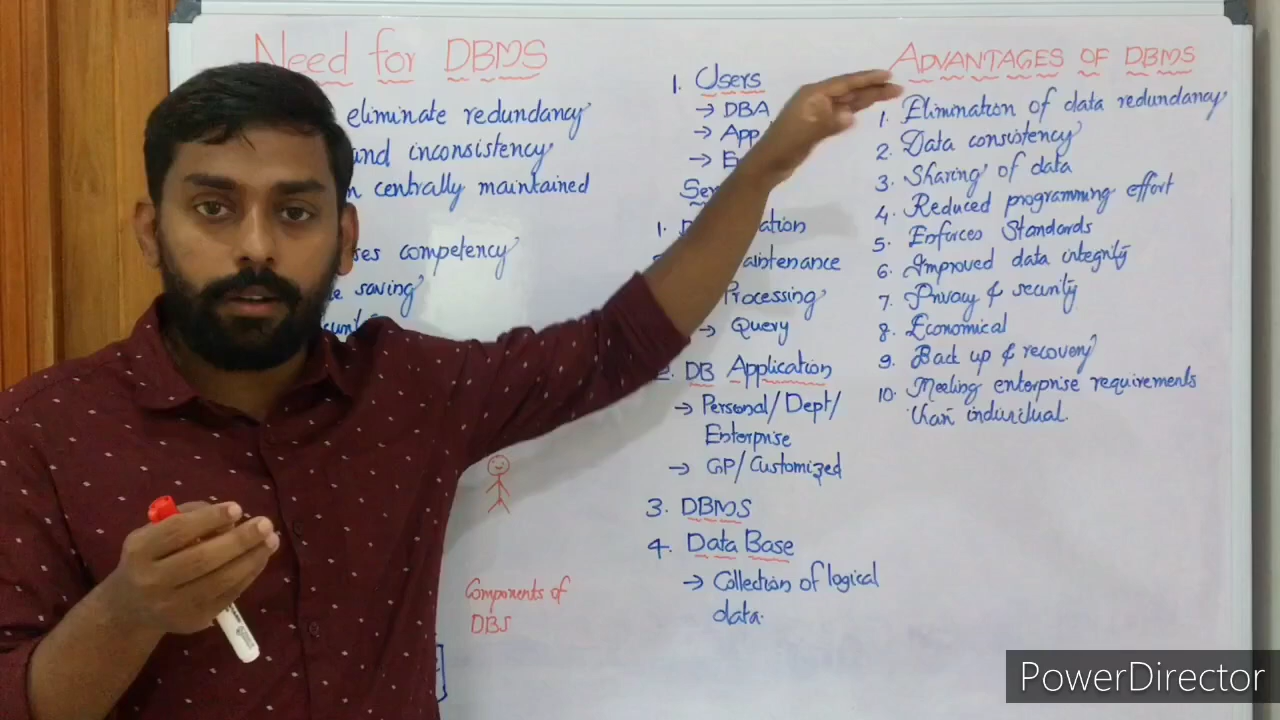 Need for DBMS
eliminate redundancy
and inconsistency
centrally maintained
competency
saving
1. Users
→ DBA
→ App
→ E
Ser
1.
Processing
→ Query
2. DB Application
→ Personal/Dept/
Enterprise
→ GP/Customized
3. DBMS
4. Data Base
→ Collection of logical
data.
ADVANTAGES OF DBMS
1. Elimination of data redundancy
2. Data consistency
3. Sharing of data
4. Reduced programming effort
5. Enforces Standards
6. Improved data integrity
7. Privacy & security
8. Economical
9. Back up & recovery
10. Meeting enterprise requirements
than individual.
Components of
DBS
PowerDirector